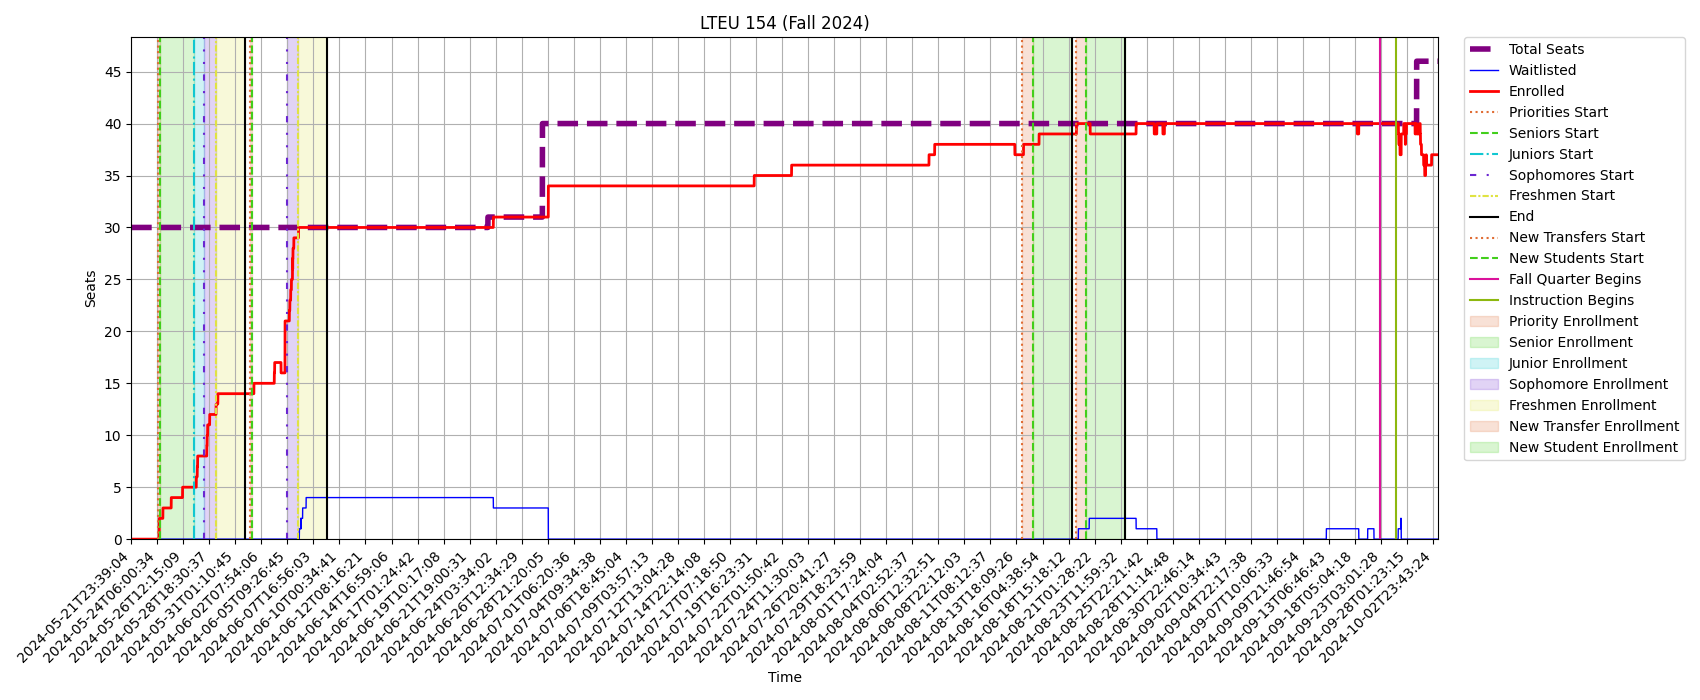 LTEU 154 (Fall 2024)
Seats
45
40
35
30
25
20
15
10
5
0
2024-05-21T23:39:04
2024-05-24T06:00:34
2024-05-26T12:15:09
2024-05-28T18:30:37
2024-05-31T01:10:45
2024-06-02T07:54:06
2024-06-05T09:26:45
2024-06-07T16:56:03
2024-06-10T00:34:41
2024-06-12T08:16:21
2024-06-14T16:59:06
2024-06-17T01:24:42
2024-06-19T10:17:08
2024-06-21T19:00:31
2024-06-24T03:34:02
2024-06-26T12:34:29
2024-06-28T21:20:05
2024-07-01T06:20:36
2024-07-04T09:34:38
2024-07-06T18:45:04
2024-07-09T03:57:13
2024-07-12T13:04:28
2024-07-14T22:14:08
2024-07-17T07:18:50
2024-07-19T16:23:31
2024-07-22T01:50:42
2024-07-24T11:30:03
2024-07-26T20:41:27
2024-07-29T18:23:59
2024-08-01T17:24:04
2024-08-04T02:52:37
2024-08-06T12:32:51
2024-08-08T22:12:03
2024-08-11T08:12:37
2024-08-13T18:09:26
2024-08-16T04:38:54
2024-08-18T15:18:12
2024-08-21T01:28:22
2024-08-23T11:59:32
2024-08-25T22:21:42
2024-08-28T11:14:48
2024-08-30T22:46:14
2024-09-02T10:34:43
2024-09-04T22:17:38
2024-09-07T10:06:33
2024-09-09T21:46:54
2024-09-13T06:46:43
2024-09-18T05:04:18
2024-09-23T03:01:28
2024-09-28T01:23:15
2024-10-02T23:43:24
Time
Total Seats
Waitlisted
Enrolled
Priorities Start
Seniors Start
Juniors Start
Sophomores Start
Freshmen Start
End
New Transfers Start
New Students Start
Fall Quarter Begins
Instruction Begins
Priority Enrollment
Senior Enrollment
Junior Enrollment
Sophomore Enrollment
Freshmen Enrollment
New Transfer Enrollment
New Student Enrollment